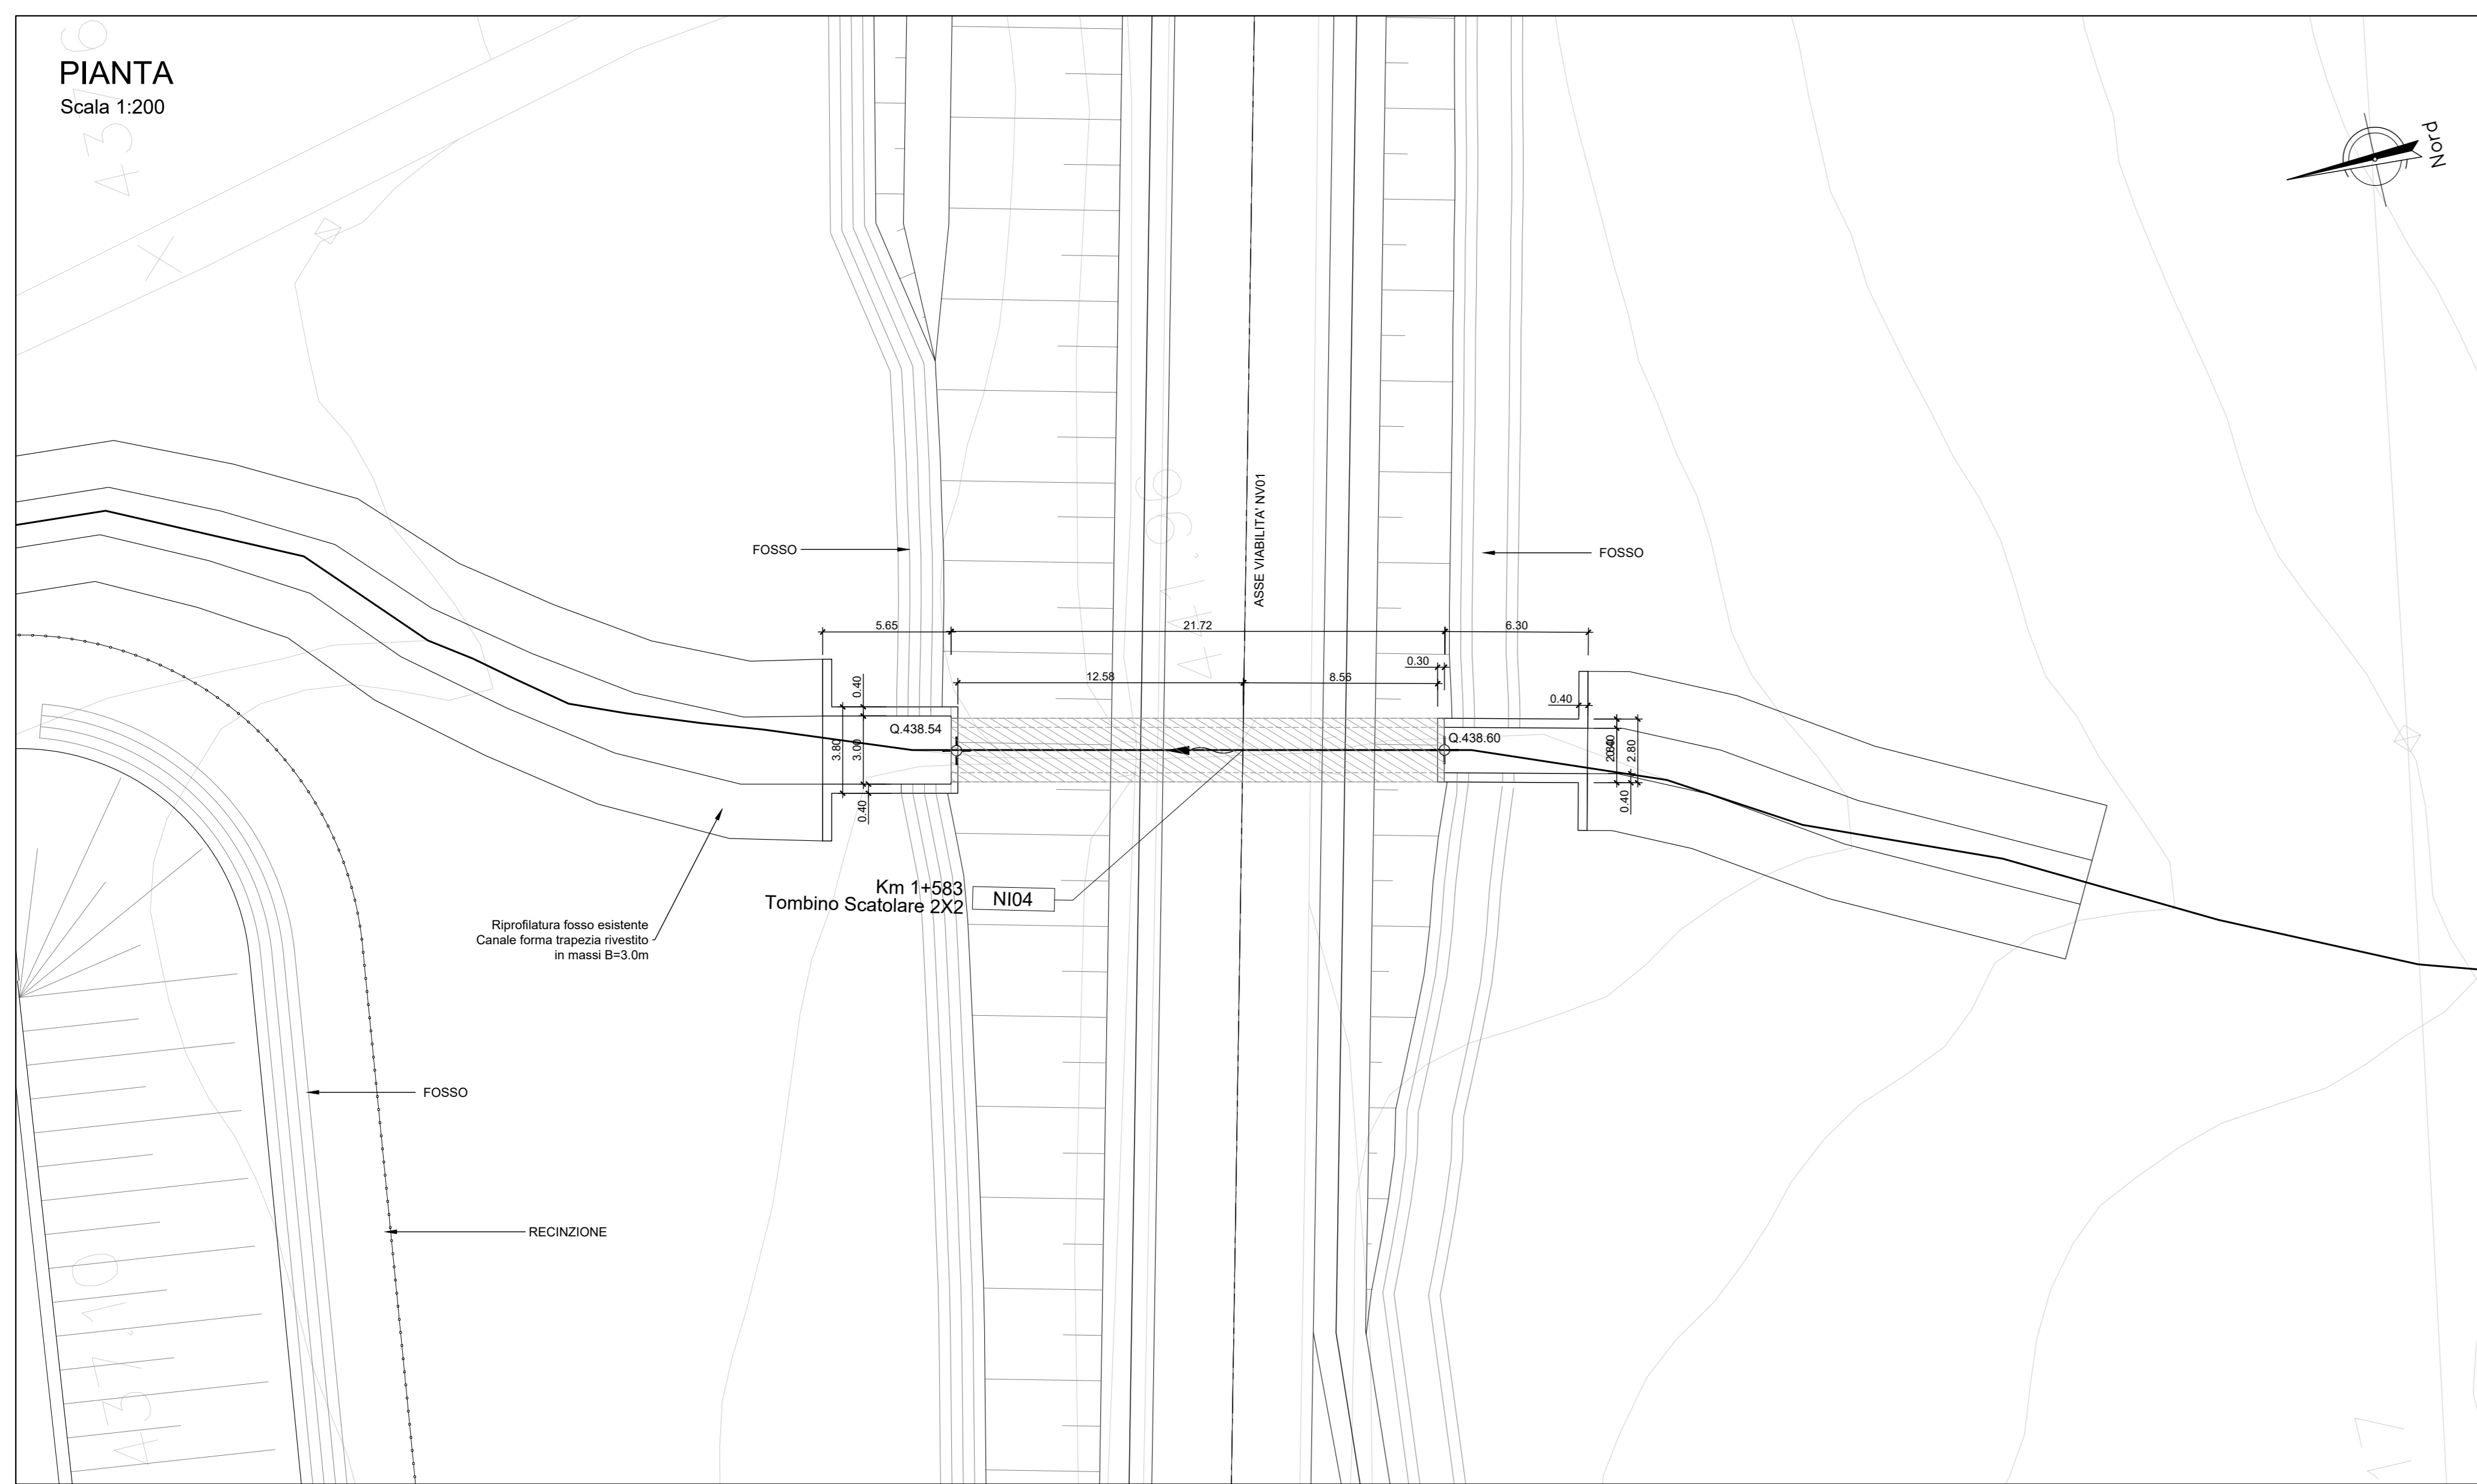 PIANTA
Scala 1:200
Nord
ASSE VIABILITA' NV01
FOSSO
FOSSO
5.65
21.72
6.30
0.30
12.58
8.56
0.40
0.40
Q.438.54
Q.438.60
3.80
3.00
2.80
0.40
0.40
Km 1+583
Tombino Scatolare 2X2
NI04
Riprofilatura fosso esistente
Canale forma trapezia rivestito
in massi B=3.0m
FOSSO
RECINZIONE